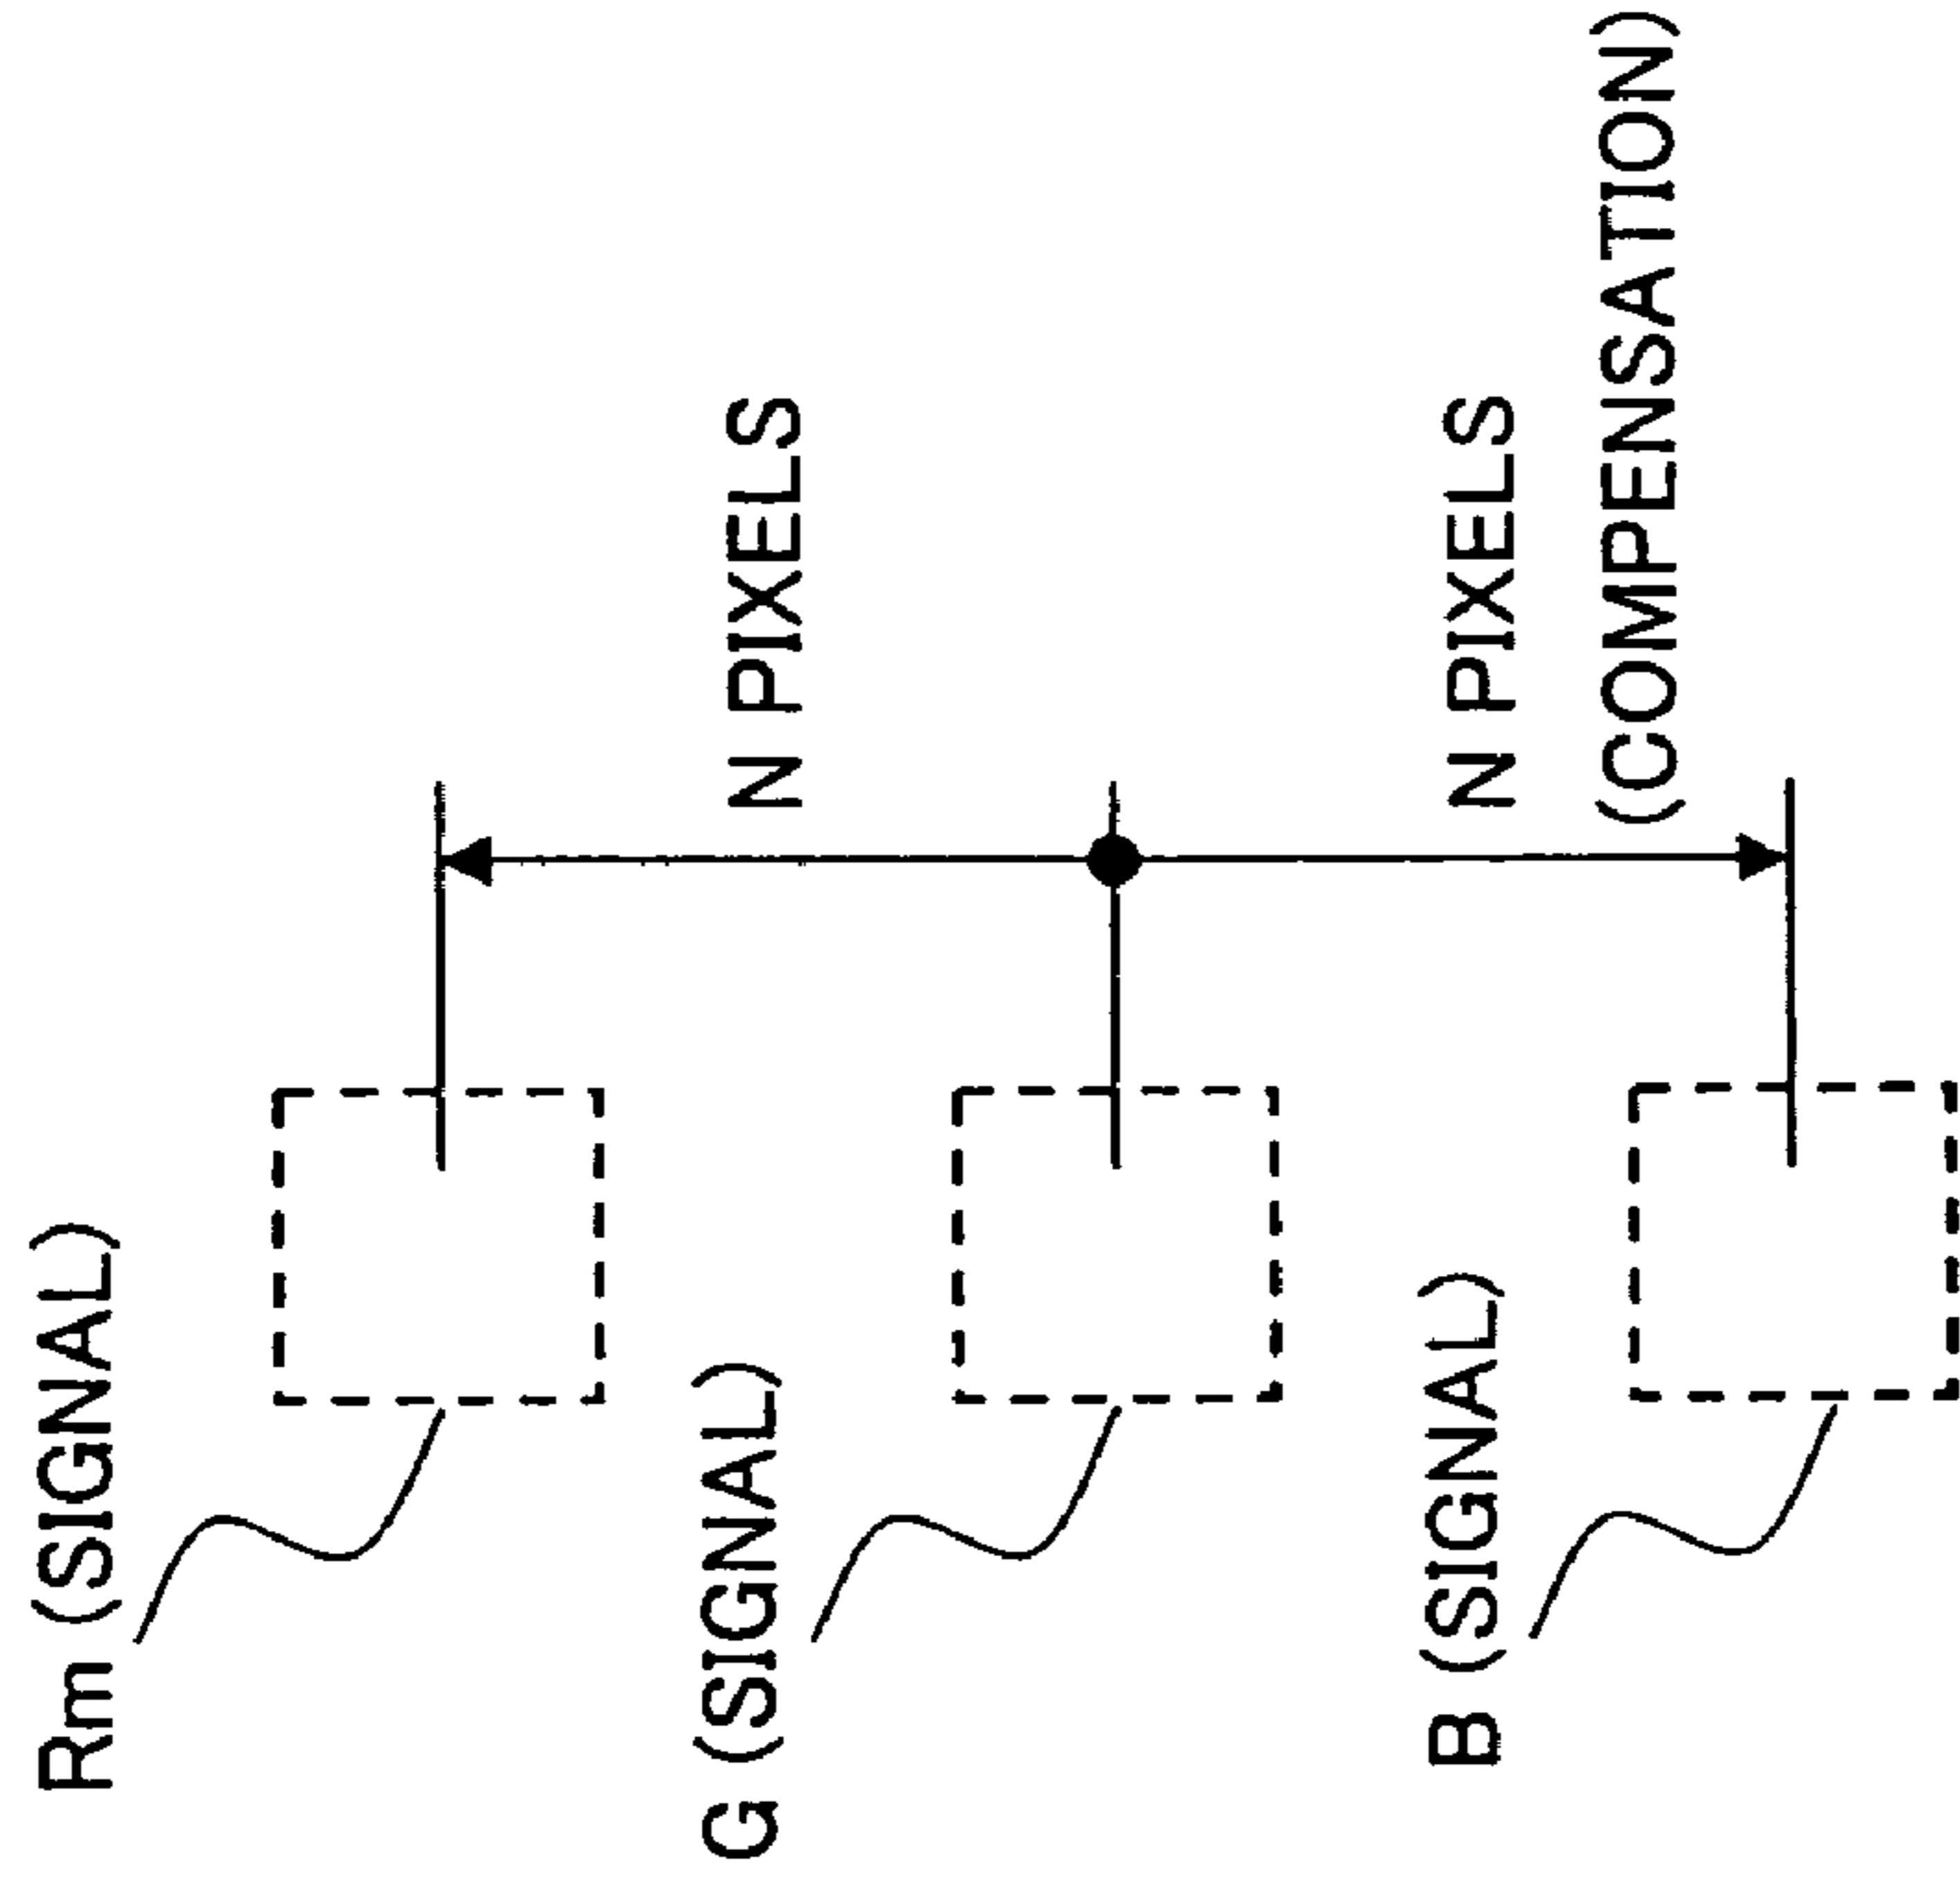 Rm (SIGNAL)
G (SIGNAL)
N PIXELS
B (SIGNAL)
N PIXELS
(COMPENSATION)